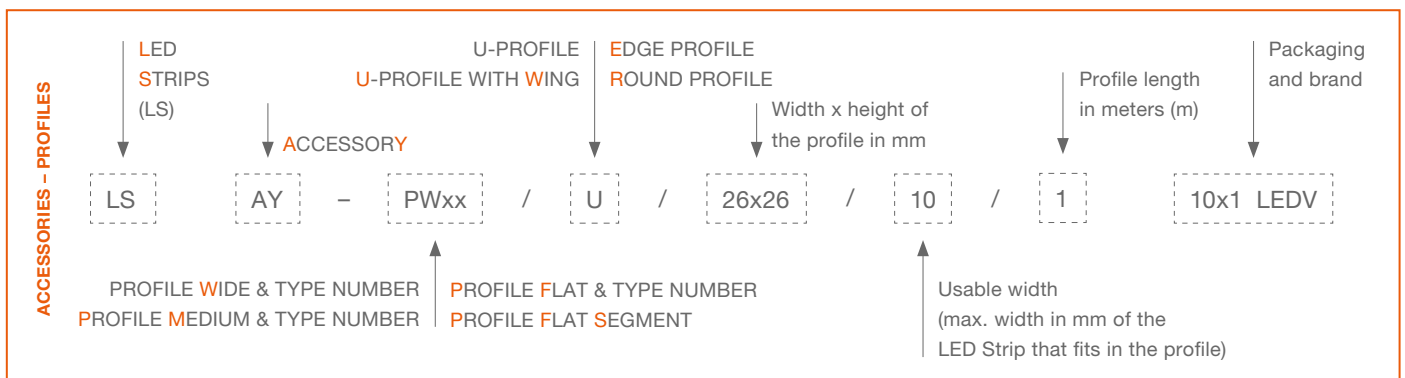 ACCESSORIES – PROFILES
LED
STRIPS
(LS)
ACCESSORY
U-PROFILE
U-PROFILE WITH WING
EDGE PROFILE
ROUND PROFILE
Width x height of
the profile in mm
Profile length
in meters (m)
Packaging
and brand
LS AY – PWxx / U / 26x26 / 10 / 1 10x1 LEDV
PROFILE WIDE & TYPE NUMBER
PROFILE MEDIUM & TYPE NUMBER
PROFILE FLAT & TYPE NUMBER
PROFILE FLAT SEGMENT
Usable width
(max. width in mm of the
LED Strip that fits in the profile)